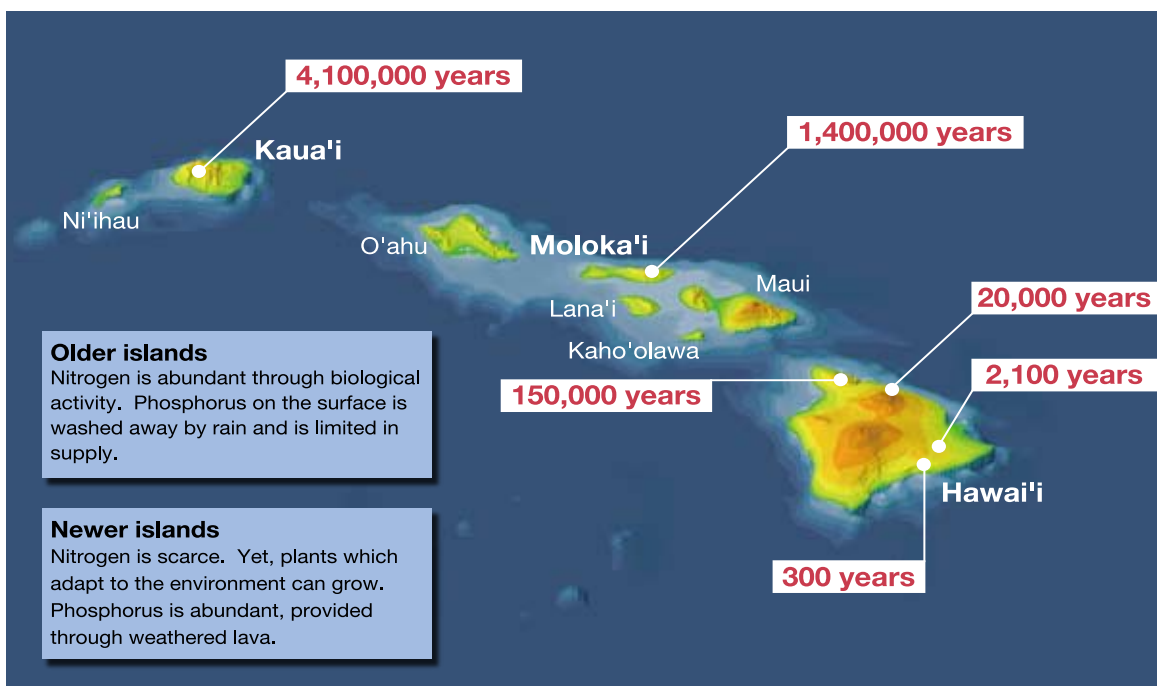 4,100,000 years
1,400,000 years
Kaua'i
Ni'ihau
O'ahu
Moloka'i
Maui
Lana'i
20,000 years
Kaho'olawa
2,100 years
150,000 years
Hawai'i
300 years
Older islands
Nitrogen is abundant through biological
activity.  Phosphorus on the surface is
washed away by rain and is limited in
supply.
Newer islands
Nitrogen is scarce.  Yet, plants which
adapt to the environment can grow.
Phosphorus is abundant, provided
through weathered lava.